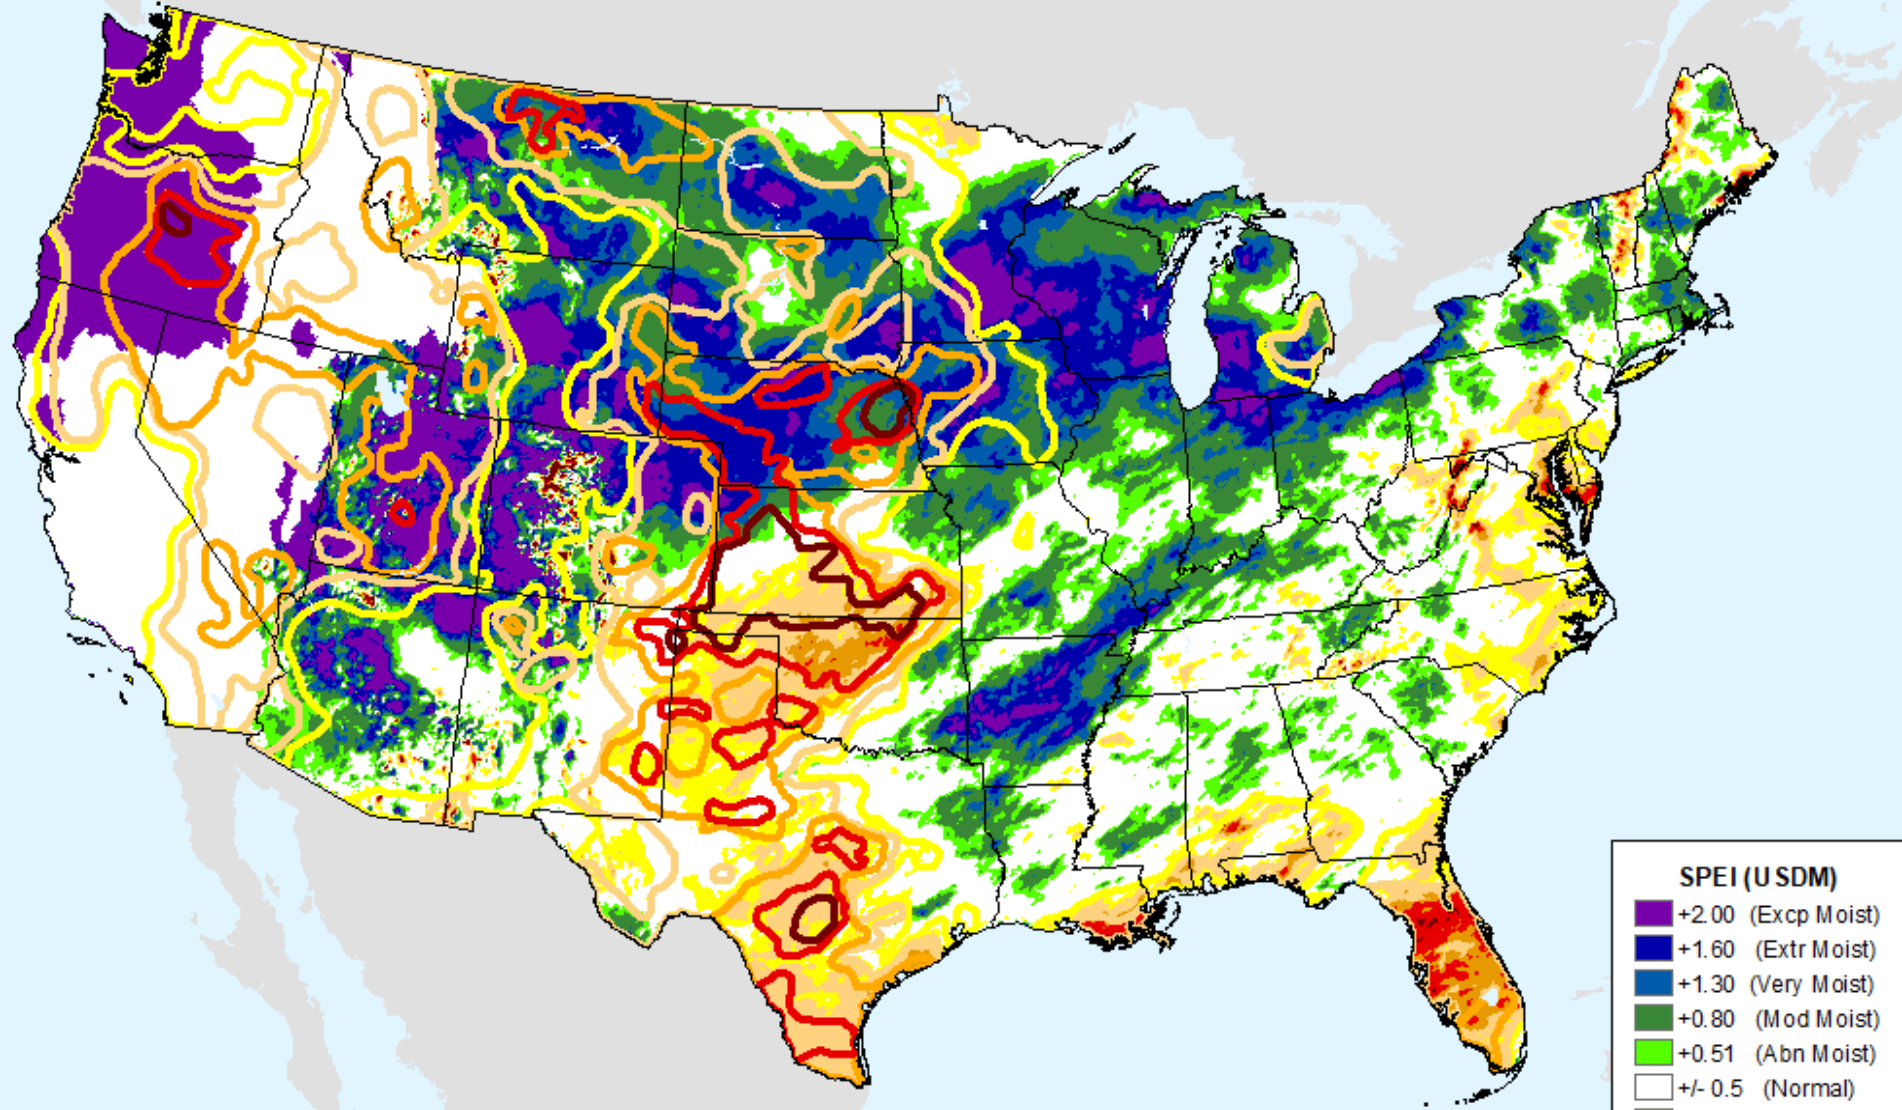 SPEI (USDM)
+2.00 (Excp Moist)
+1.60 (Extr Moist)
+1.30 (Very Moist)
+0.80 (Mod Moist)
+0.51 (Abn Moist)
+/- 0.5 (Normal)